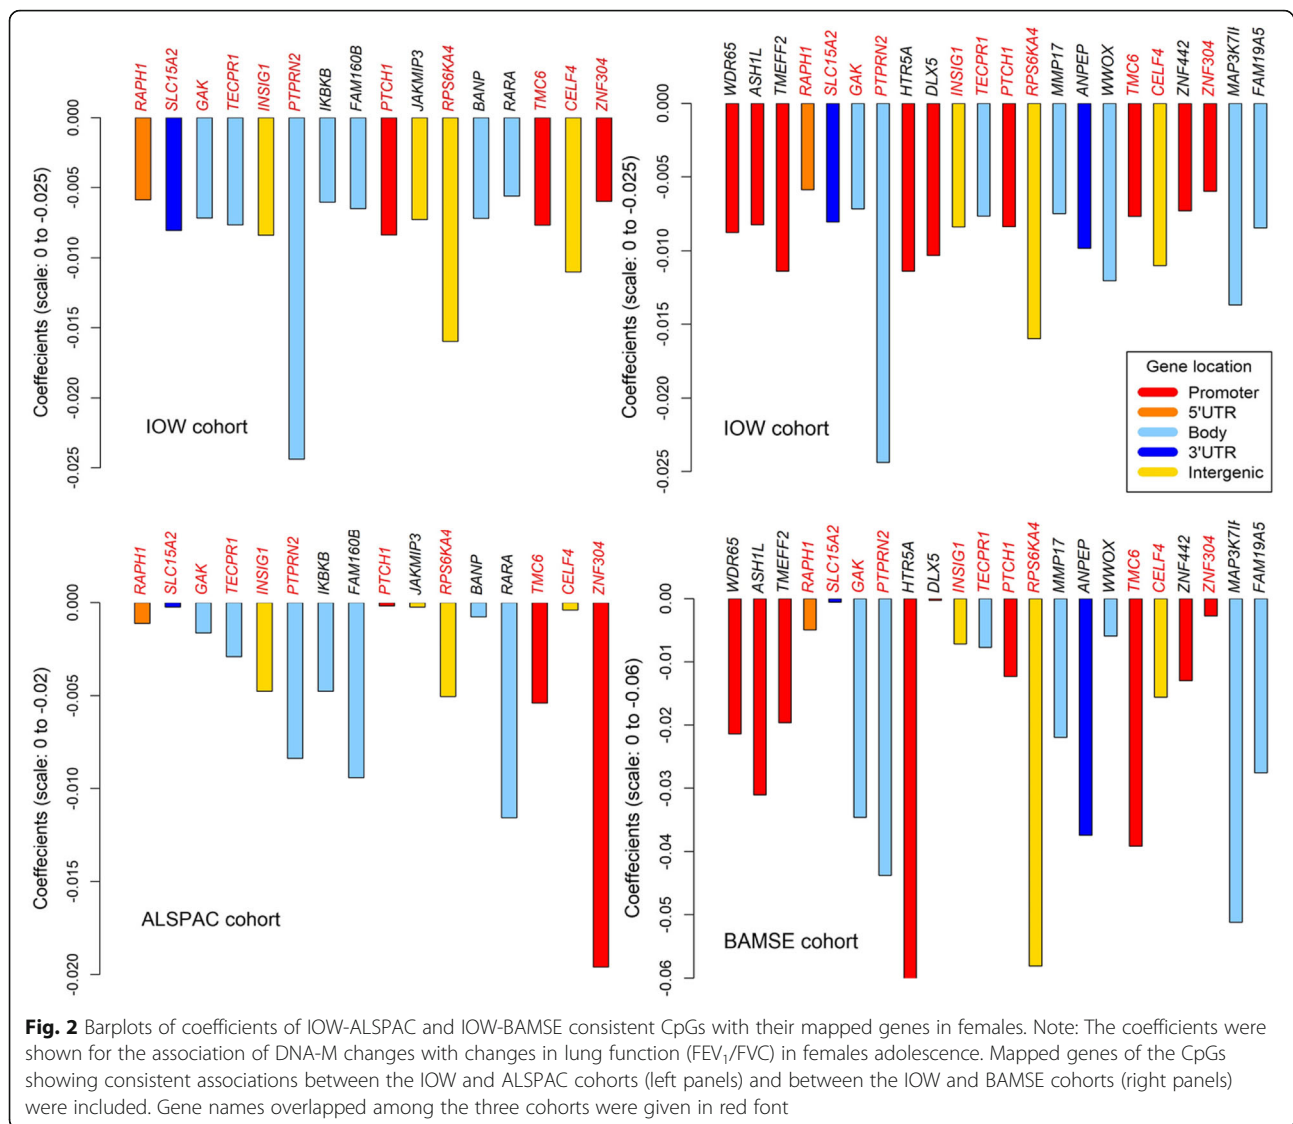 RAPH1 SLC15A2 GAK TECPR1 INSIG1 PTPRN2 IKBKB FAM160B PTCH1 JAKMIP3 RPS6KA4 BANP RARA TMC6 CELF4 ZNF304
Coeffecients (scale: 0 to -0.025)
0.000
-0.005
-0.010
-0.015
-0.020
-0.025
IOW cohort
WDR65 ASH1L TMEFF2 RAPH1 SLC15A2 GAK PTPRN2 HTR5A DLX5 INSIG1 TECPR1 PTCH1 RPS6KA4 MMP17 ANPEP WWOX TMC6 CELF4 ZNF442 ZNF304 MAP3K7IF FAM19A5
Coeffecients (scale: 0 to -0.025)
0.000
-0.005
-0.010
-0.015
-0.020
-0.025
IOW cohort
Gene location
Promoter
5'UTR
Body
3'UTR
Intergenic
RAPH1 SLC15A2 GAK TECPR1 INSIG1 PTPRN2 IKBKB FAM160B PTCH1 JAKMIP3 RPS6KA4 BANP RARA TMC6 CELF4 ZNF304
Coeffecients (scale: 0 to -0.02)
0.000
-0.005
-0.010
-0.015
-0.020
ALSPAC cohort
WDR65 ASH1L TMEFF2 RAPH1 SLC15A2 GAK PTPRN2 HTR5A DLX5 INSIG1 TECPR1 PTCH1 RPS6KA4 MMP17 ANPEP WWOX TMC6 CELF4 ZNF442 ZNF304 MAP3K7IF FAM19A5
Coeffecients (scale: 0 to -0.06)
0.00
-0.01
-0.02
-0.03
-0.04
-0.05
-0.06
BAMSE cohort
Fig. 2 Barplots of coefficients of IOW-ALSPAC and IOW-BAMSE consistent CpGs with their mapped genes in females. Note: The coefficients were
shown for the association of DNA-M changes with changes in lung function (FEV₁/FVC) in females adolescence. Mapped genes of the CpGs
showing consistent associations between the IOW and ALSPAC cohorts (left panels) and between the IOW and BAMSE cohorts (right panels)
were included. Gene names overlapped among the three cohorts were given in red font